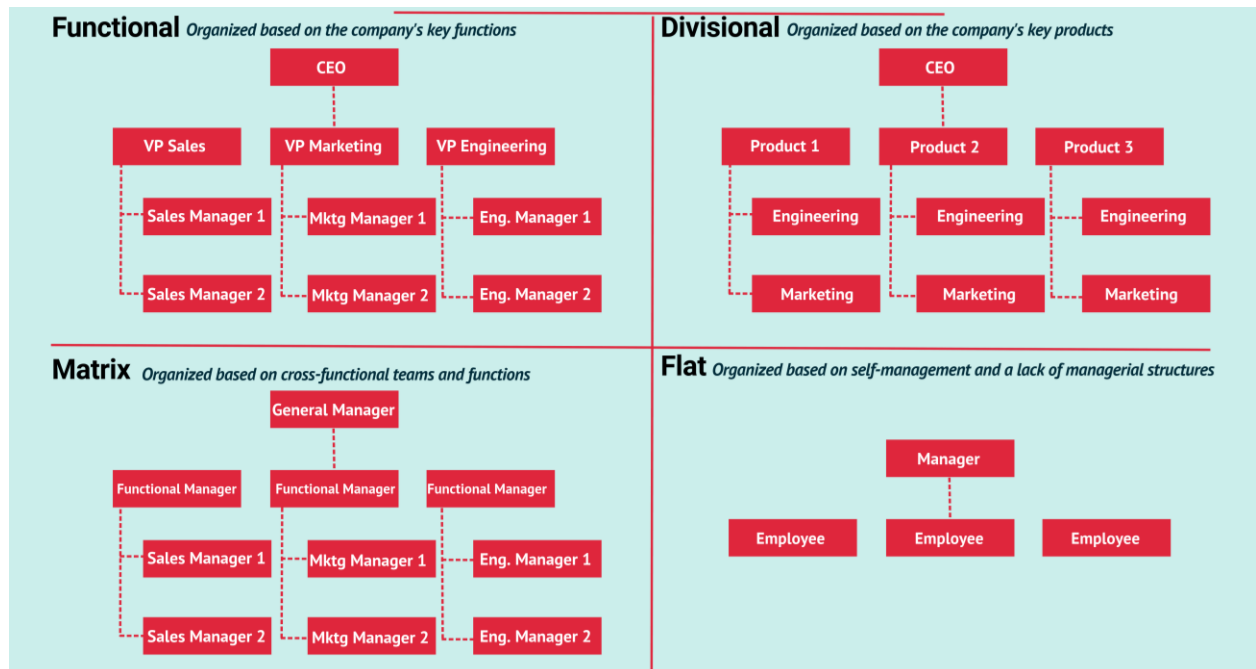 Functional Organized based on the company's key functions
CEO
VP Sales
VP Marketing
VP Engineering
Sales Manager 1
Mktg Manager 1
Eng. Manager 1
Sales Manager 2
Mktg Manager 2
Eng. Manager 2
Divisional Organized based on the company's key products
CEO
Product 1
Product 2
Product 3
Engineering
Engineering
Engineering
Marketing
Marketing
Marketing
Matrix Organized based on cross-functional teams and functions
General Manager
Functional Manager
Functional Manager
Functional Manager
Sales Manager 1
Mktg Manager 1
Eng. Manager 1
Sales Manager 2
Mktg Manager 2
Eng. Manager 2
Flat Organized based on self-management and a lack of managerial structures
Manager
Employee
Employee
Employee